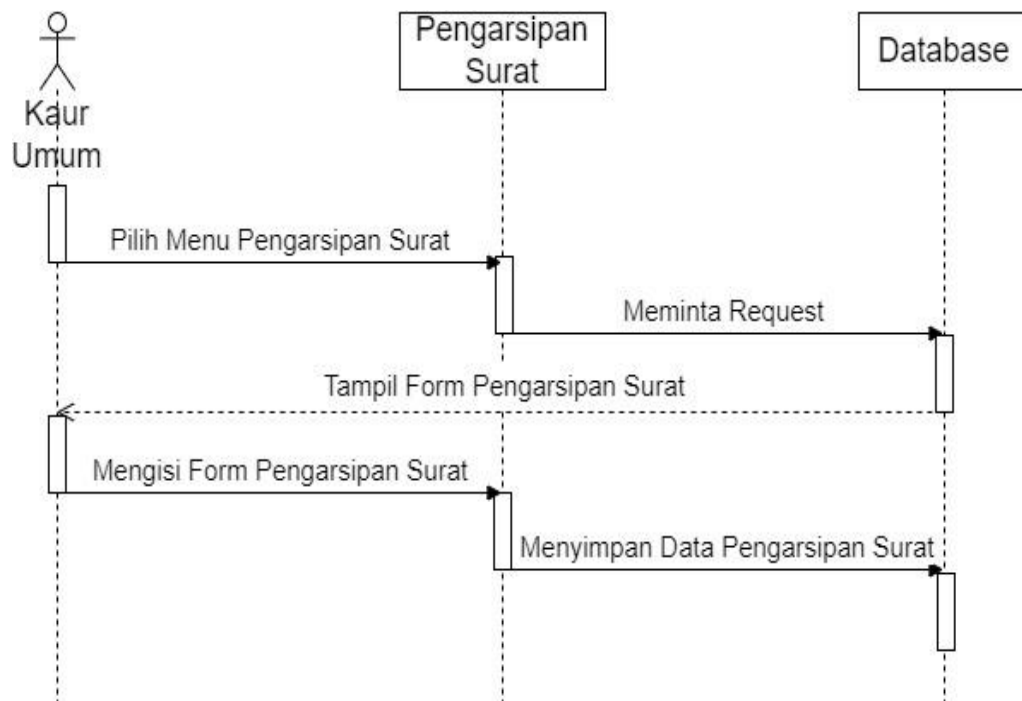 Pengarsipan
Surat
Database
Kaur
Umum
Pilih Menu Pengarsipan Surat
Meminta Request
Tampil Form Pengarsipan Surat
Mengisi Form Pengarsipan Surat
Menyimpan Data Pengarsipan Surat